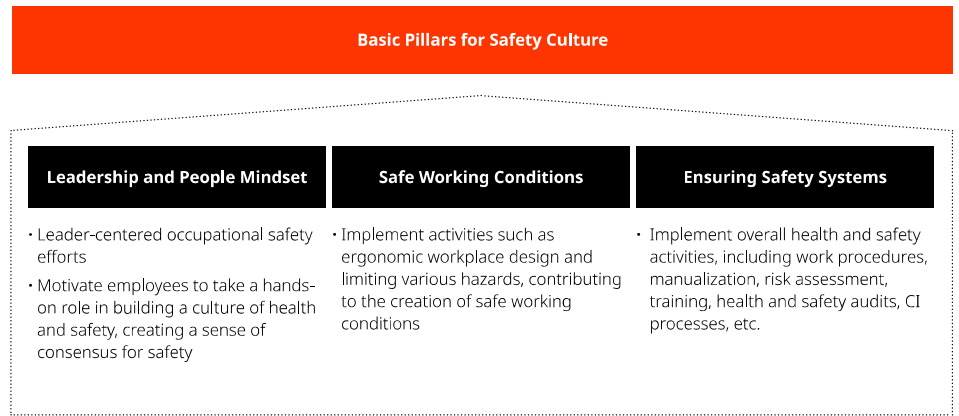 Basic Pillars for Safety Culture
Leadership and People Mindset
• Leader-centered occupational safety
efforts
• Motivate employees to take a hands-
on role in building a culture of health
and safety, creating a sense of
consensus for safety
Safe Working Conditions
• Implement activities such as
ergonomic workplace design and
limiting various hazards, contributing
to the creation of safe working
conditions
Ensuring Safety Systems
• Implement overall health and safety
activities, including work procedures,
manualization, risk assessment,
training, health and safety audits, CI
processes, etc.